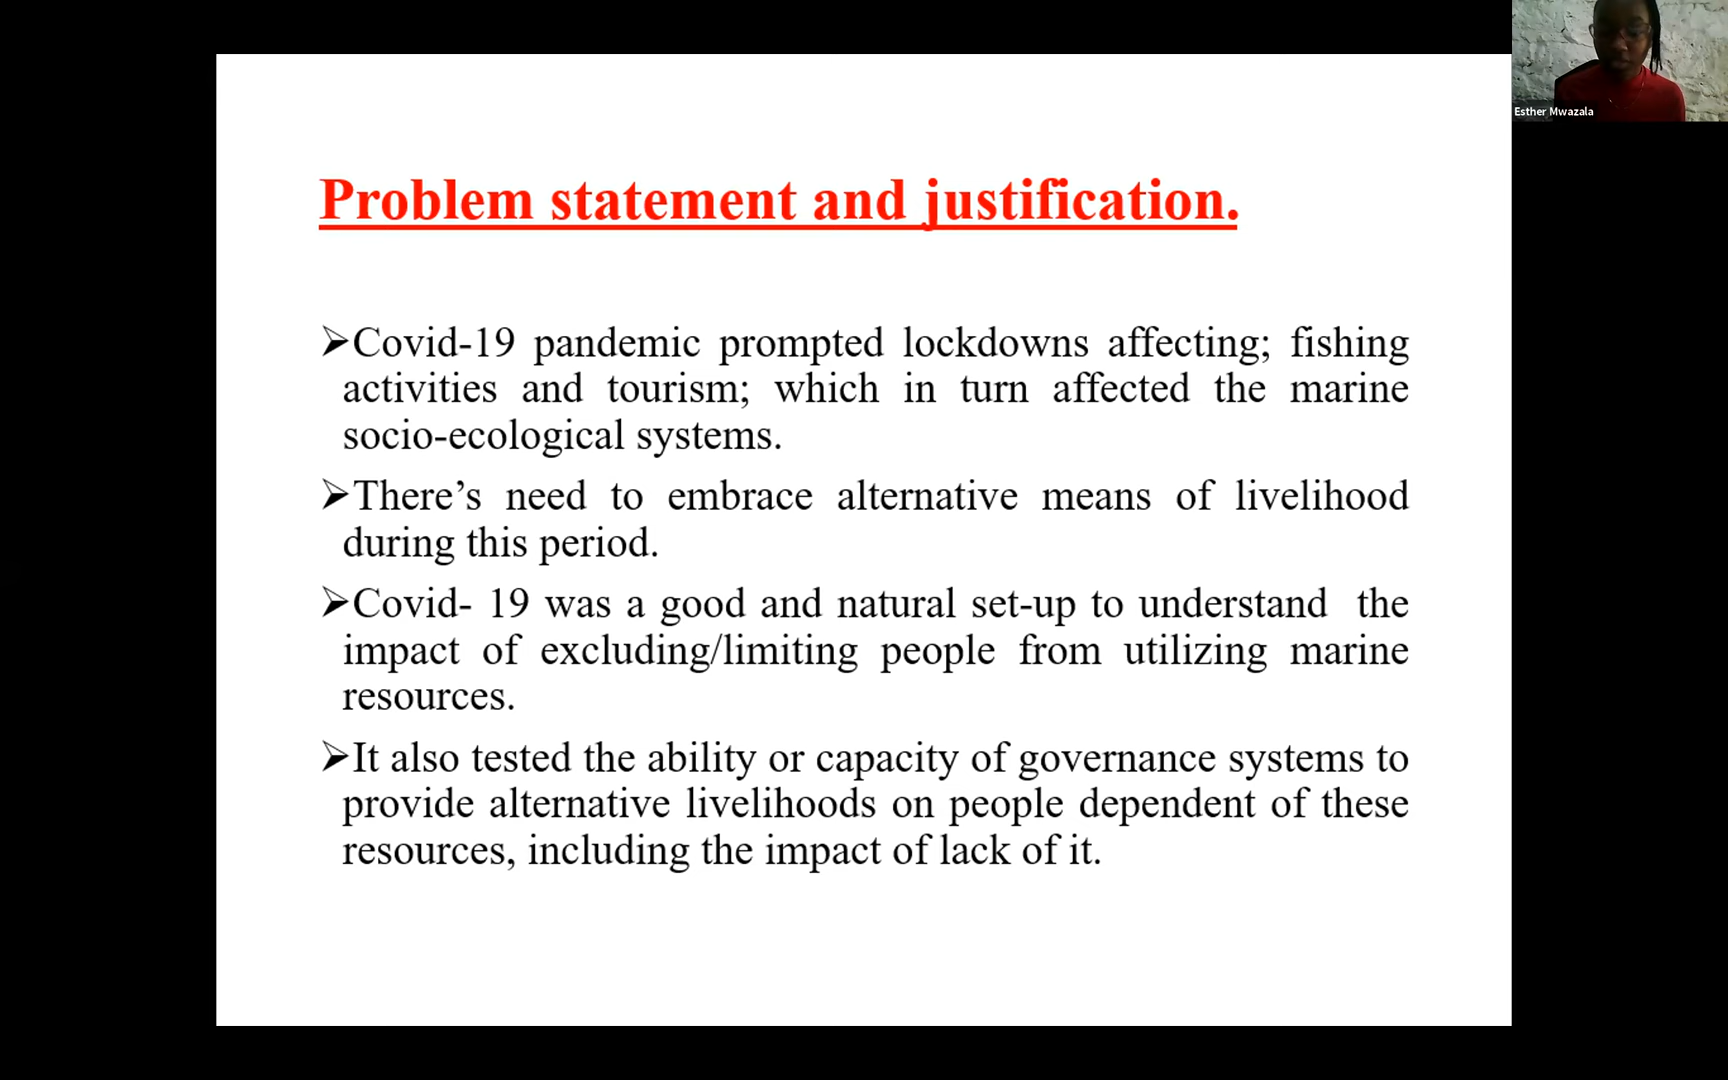 Esther Mwazala
Problem statement and justification.
➢Covid-19 pandemic prompted lockdowns affecting; fishing
activities and tourism; which in turn affected the marine
socio-ecological systems.
➢There’s need to embrace alternative means of livelihood
during this period.
➢Covid- 19 was a good and natural set-up to understand the
impact of excluding/limiting people from utilizing marine
resources.
➢It also tested the ability or capacity of governance systems to
provide alternative livelihoods on people dependent of these
resources, including the impact of lack of it.